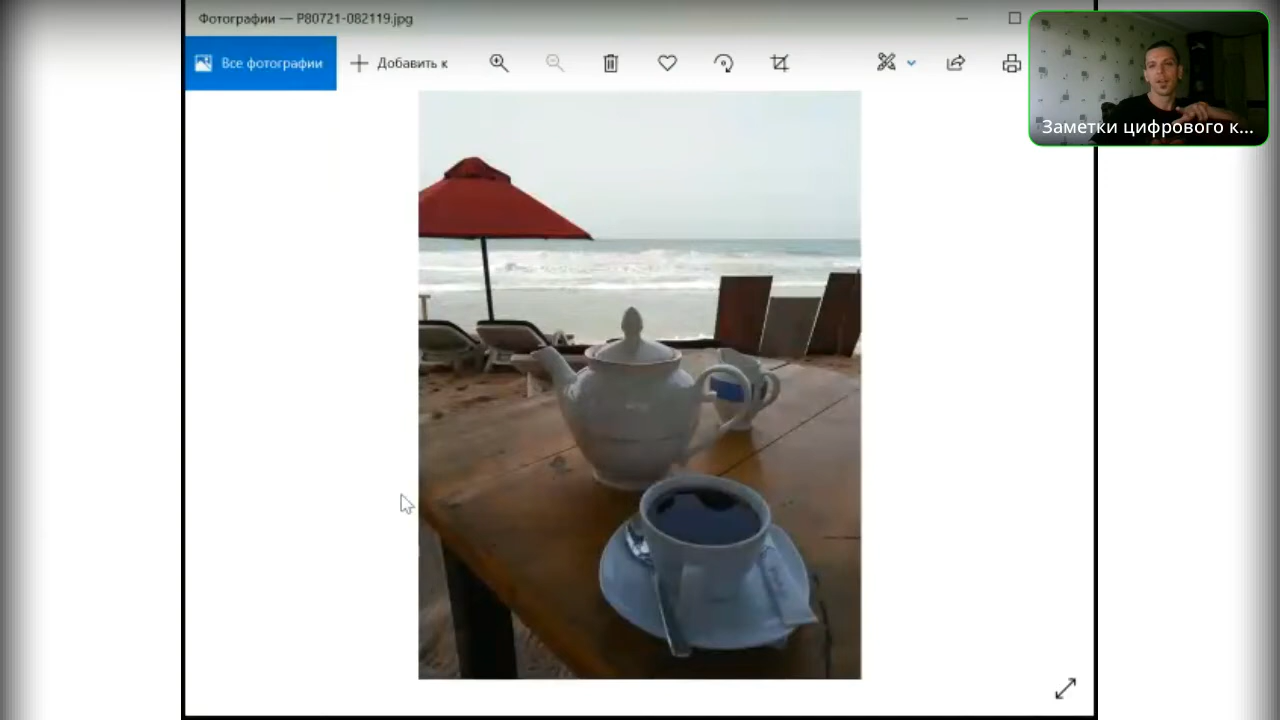 Фотографии — P80721-082119.jpg
Все фотографии
Добавить к
Заметки цифрового к...